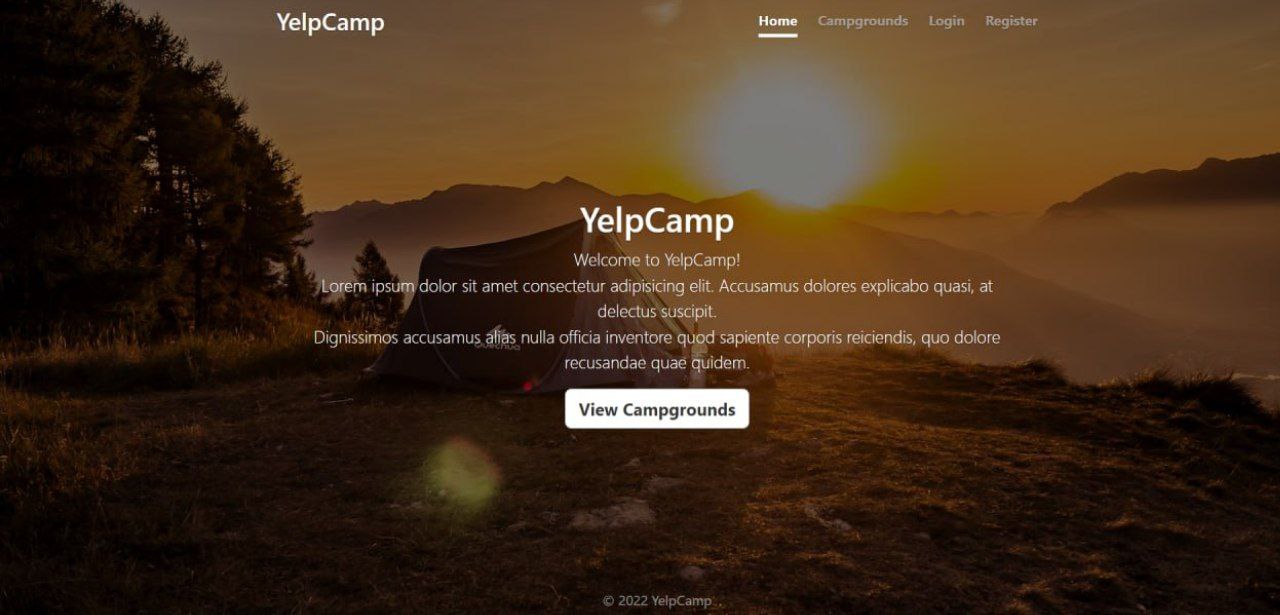 YelpCamp
Home Campgrounds Login Register
YelpCamp
Welcome to YelpCamp!
Lorem ipsum dolor sit amet consectetur adipisicing elit. Accusamus dolores explicabo quasi, at
delectus suscipit.
Dignissimos accusamus alias nulla officia inventore quod sapiente corporis reiciendis, quo dolore
Quechua
recusandae quae quidem.
View Campgrounds
© 2022 YelpCamp